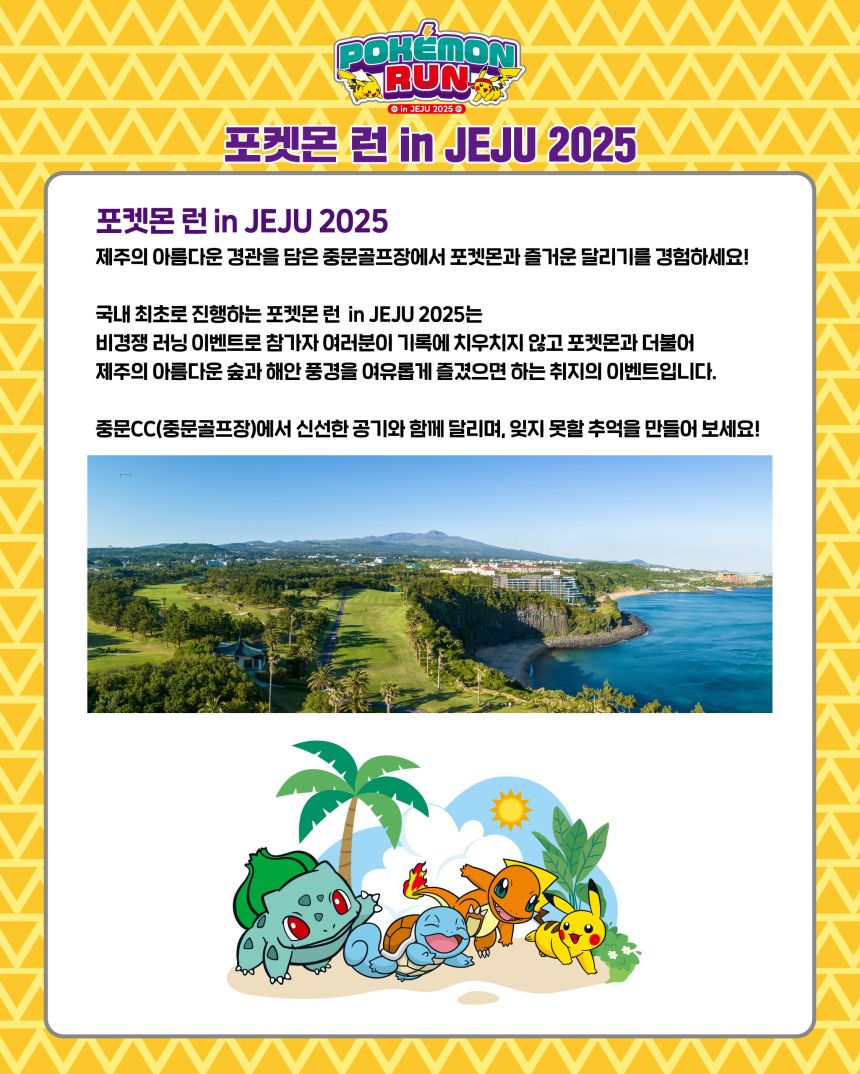 POKÉMON
RUN
in JEJU 2025
포켓몬 런 in JEJU 2025
포켓몬 런 in JEJU 2025
제주의 아름다운 경관을 담은 중문골프장에서 포켓몬과 즐거운 달리기를 경험하세요!
국내 최초로 진행하는 포켓몬 런 in JEJU 2025는
비경쟁 러닝 이벤트로 참가자 여러분이 기록에 치우치지 않고 포켓몬과 더불어
제주의 아름다운 숲과 해안 풍경을 여유롭게 즐겼으면 하는 취지의 이벤트입니다.
중문CC(중문골프장)에서 신선한 공기와 함께 달리며, 잊지 못할 추억을 만들어 보세요!